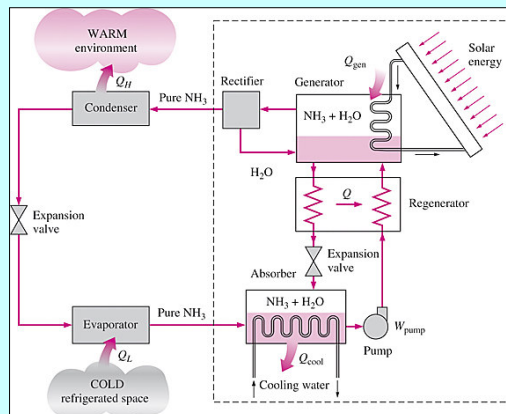 WARM
environment
Q_H
Condenser
Pure NH₃
Rectifier
Q_gen
Generator
Solar
energy
NH₃ + H₂O
H₂O
Q
Regenerator
Expansion
valve
Expansion
valve
Absorber
NH₃ + H₂O
Pure NH₃
Evaporator
W_pump
Pump
Q_L
Q_cool
COLD
refrigerated space
Cooling water